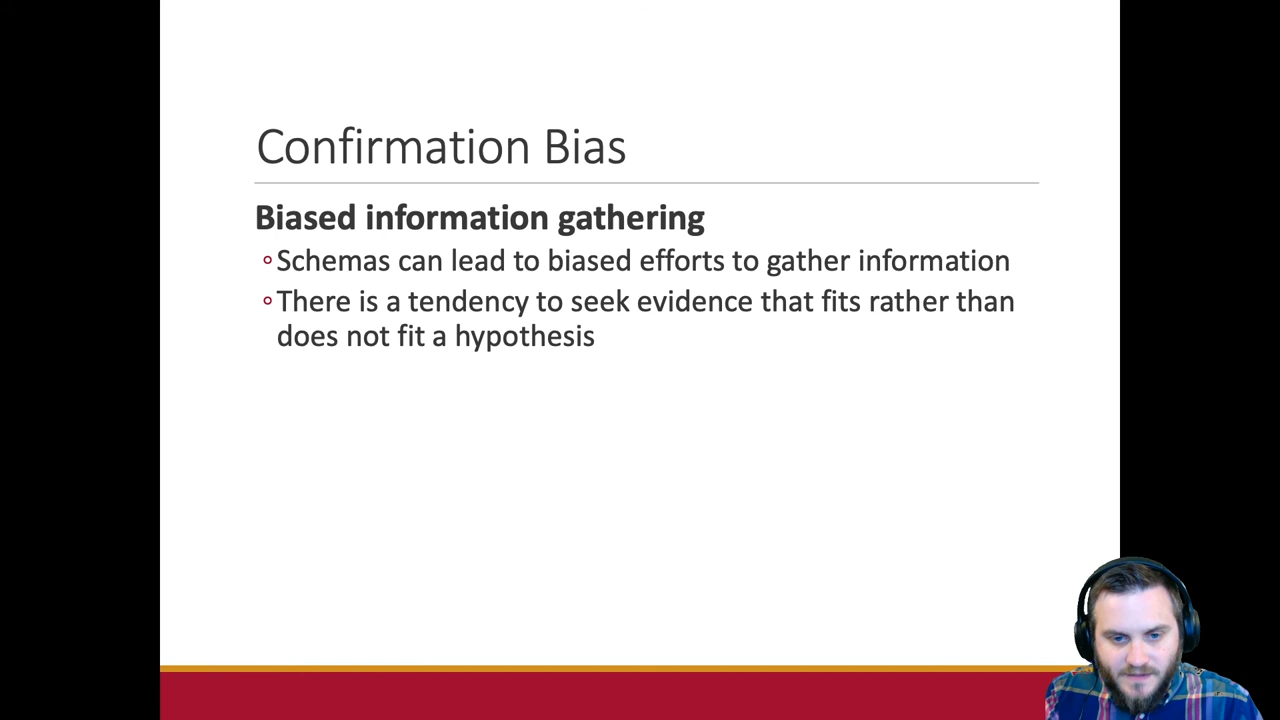 Confirmation Bias
Biased information gathering
◦Schemas can lead to biased efforts to gather information
◦There is a tendency to seek evidence that fits rather than
does not fit a hypothesis